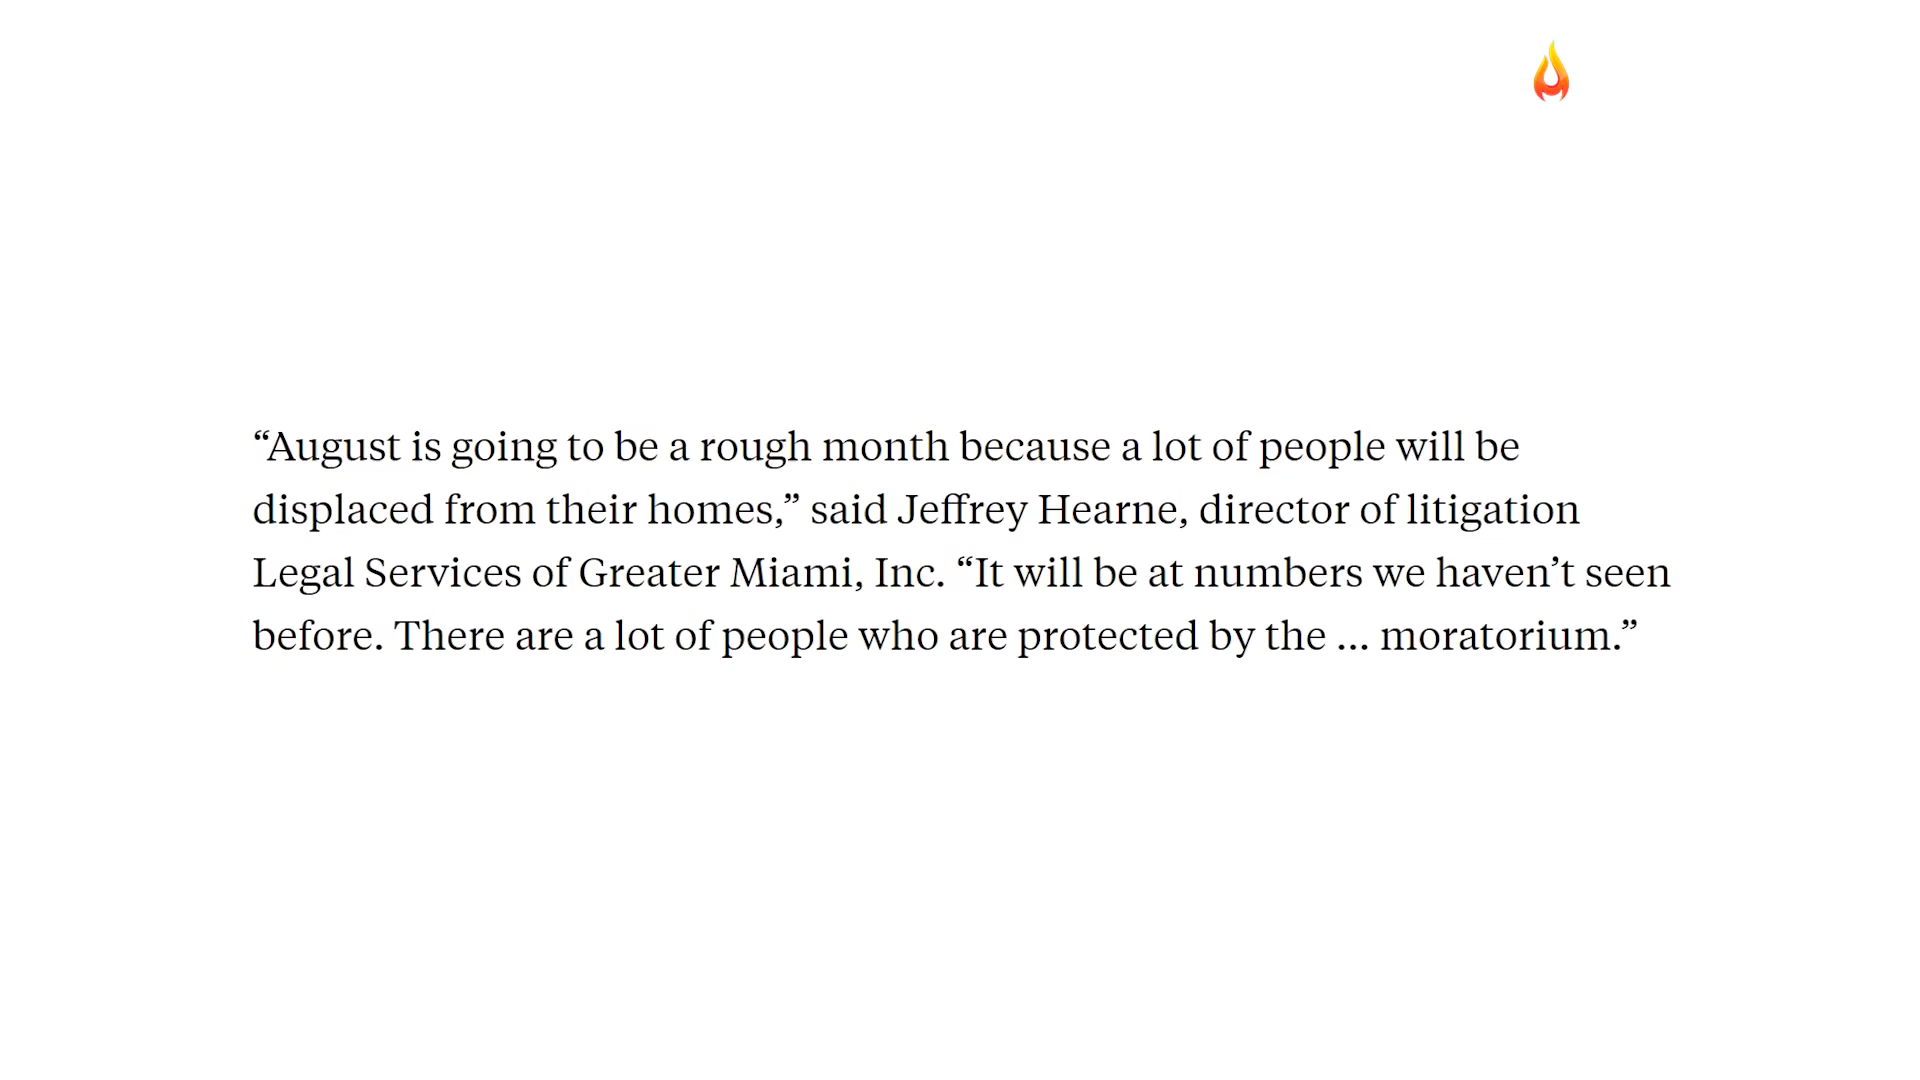 “August is going to be a rough month because a lot of people will be
displaced from their homes,” said Jeffrey Hearne, director of litigation
Legal Services of Greater Miami, Inc. “It will be at numbers we haven’t seen
before. There are a lot of people who are protected by the ... moratorium.”